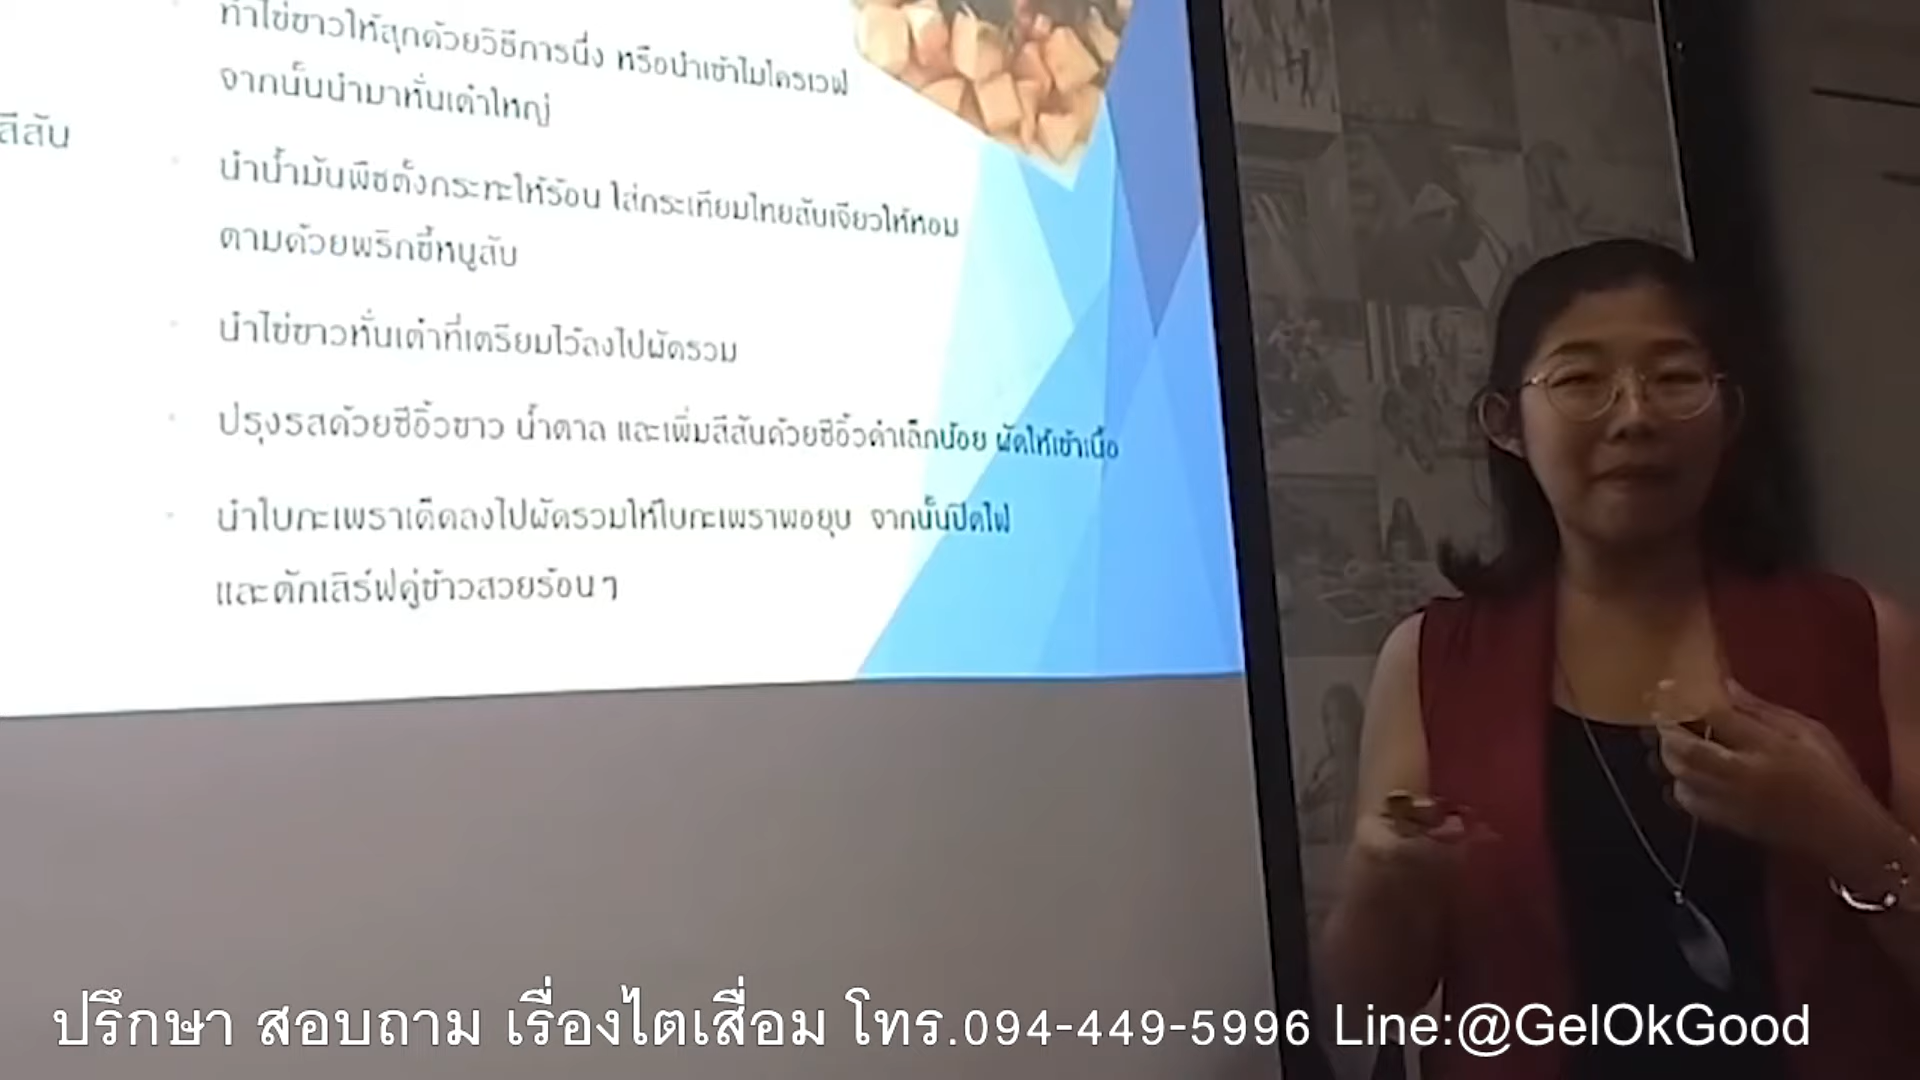 ทำไข่ขาวให้สุกด้วยวิธีการนึ่ง หรือนำเข้าไมโครเวฟ
จากนั้นนำมาหั่นเต๋าใหญ่
สีสัน
นำน้ำมันพืชตั้งกระทะให้ร้อน ใส่กระเทียมไทยสับเจียวให้หอม
ตามด้วยพริกขี้หนูสับ
นำไข่ขาวหั่นเต๋าที่เตรียมไว้ลงไปผัดรวม
ปรุงรสด้วยซีอิ้วขาว น้ำตาล และเพิ่มสีสันด้วยซีอิ้วดำเล็กน้อย ผัดให้เข้าเนื้อ
นำใบกะเพราเด็ดลงไปผัดรวมให้ใบกะเพราพอยุบ จากนั้นปิดไฟ
และตักเสิร์ฟคู่ข้าวสวยร้อนๆ
ปรึกษา สอบถาม เรื่องไตเสื่อม โทร.094-449-5996 Line:@GelOkGood